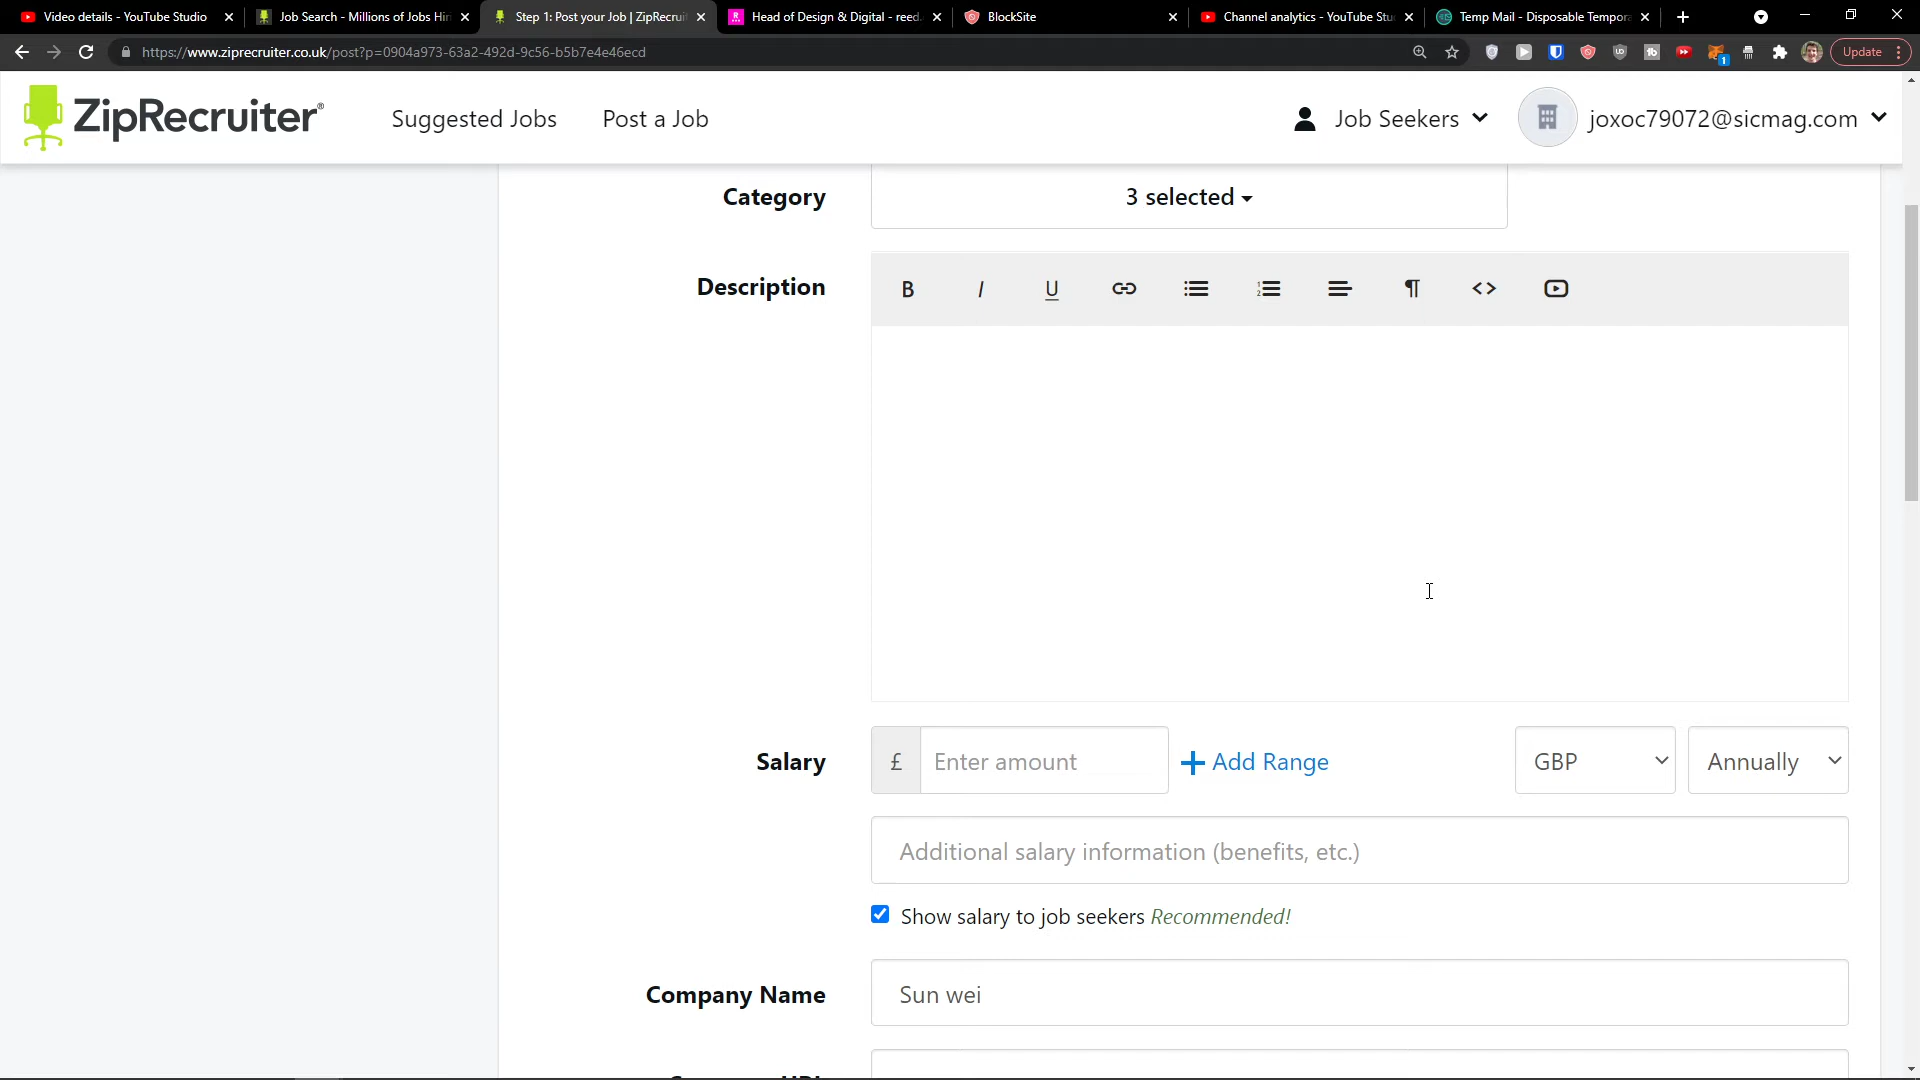 Video details - YouTube Studio
Job Search - Millions of Jobs Hir
Step 1: Post your Job | ZipRecrui
Head of Design & Digital - reed.
BlockSite
Channel analytics - YouTube Stu
Temp Mail - Disposable Tempora
https://www.ziprecruiter.co.uk/post?p=0904a973-63a2-492d-9c56-b5b7e4e46ecd
Update
ZipRecruiter®
Suggested Jobs
Post a Job
Job Seekers
joxoc79072@sicmag.com
Category
3 selected
Description
B I U
Salary
£
Enter amount
+ Add Range
GBP
Annually
Additional salary information (benefits, etc.)
Show salary to job seekers Recommended!
Company Name
Sun wei